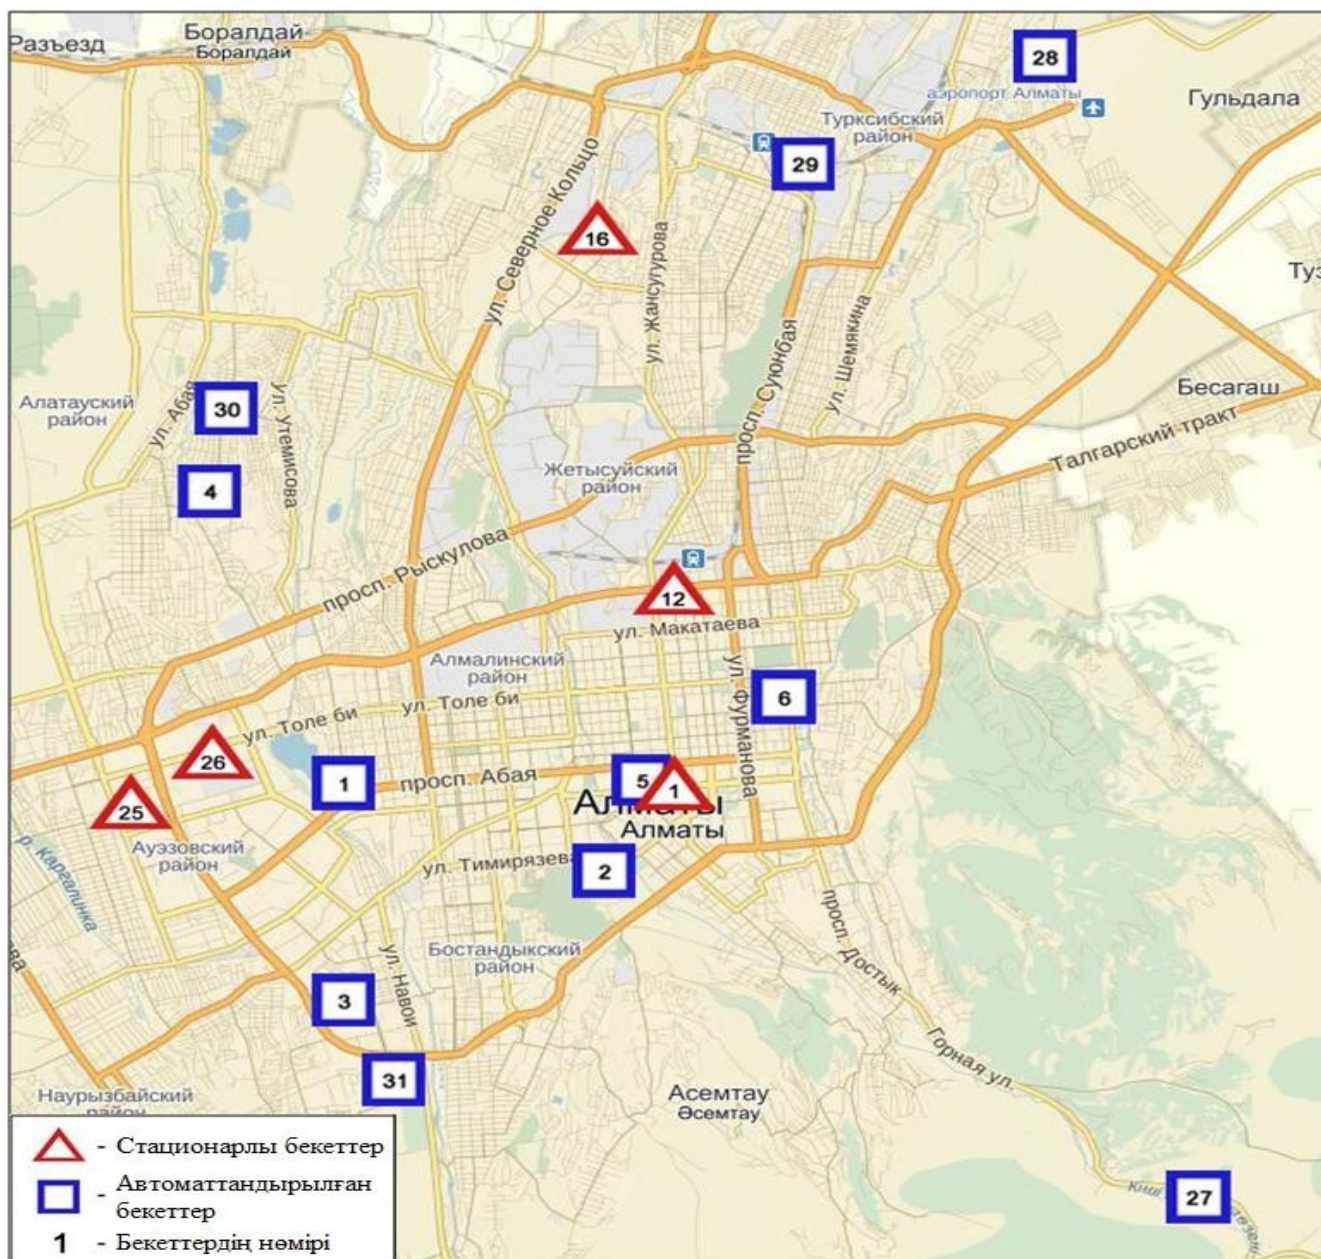 Разъезд
Боралдай
Боралдай
28
аэропорт Алматы
Гульдала
Турксибский
район
29
ул. Северное Кольцо
16
ул. Жансугурова
просп. Суюнбая
ул. Шемякина
Алатауский
район
ул. Абая
30
ул. Утемисова
4
Бесагаш
Талгарский тракт
Жетысуйский
район
просп. Рыскулова
12
ул. Макатаева
Алмалинский
район
ул. Фурманова
6
ул. Толе би
ул. Толе би
26
25
1
просп. Абая
5
1
Алматы
Алматы
Ауэзовский
район
р. Каргалинка
ул. Тимирязева
2
просп. Достык
Бостандыкский
район
ул. Навои
3
31
Горная ул.
Асемтау
Әсемтау
Наурызбайский
район
27
- Стационарлы бекеттер
- Автоматтандырылған
бекеттер
1 - Бекеттердің нөмірі